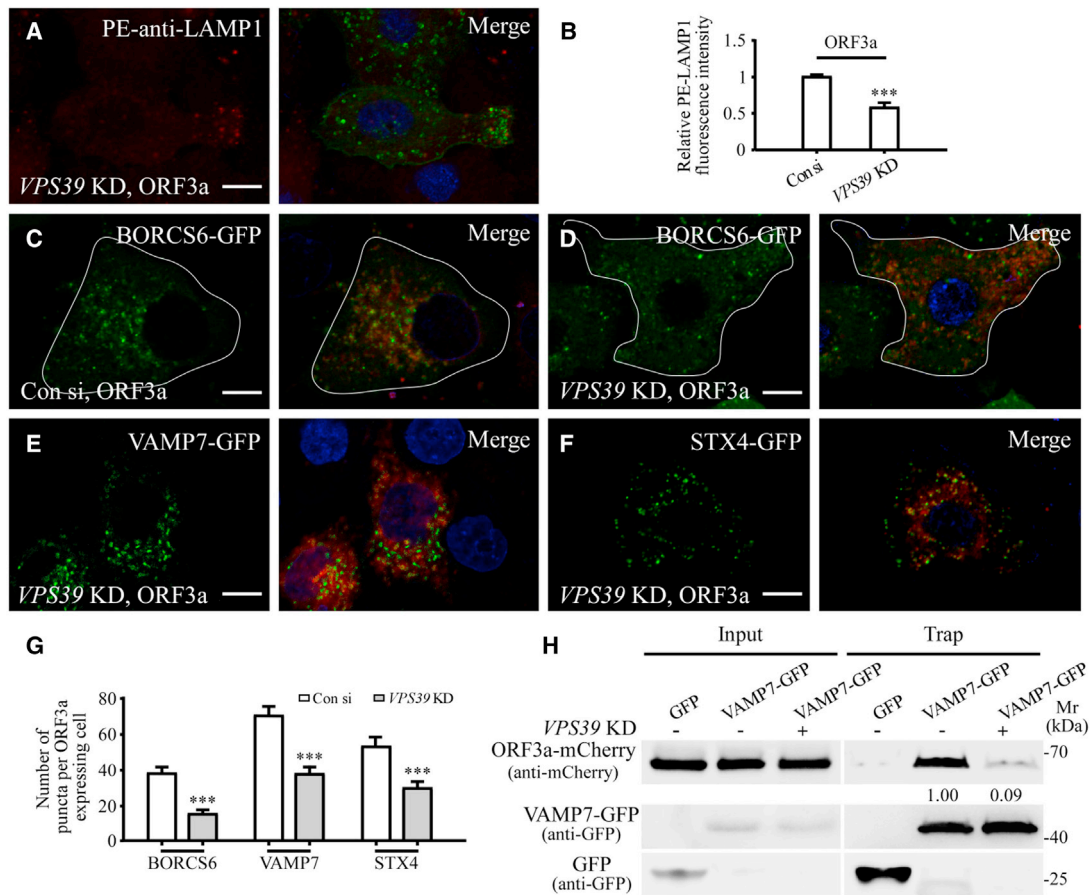 A
PE-anti-LAMP1
VPS39 KD, ORF3a
Merge
B
Relative PE-LAMP1
fluorescence intensity
1.5
1
0.5
0
ORF3a
***
Con si
VPS39 KD
C
BORCS6-GFP
Con si, ORF3a
Merge
D
BORCS6-GFP
VPS39 KD, ORF3a
Merge
E
VAMP7-GFP
VPS39 KD, ORF3a
Merge
F
STX4-GFP
VPS39 KD, ORF3a
Merge
G
Number of
puncta per ORF3a
expressing cell
80
60
40
20
0
Con si
VPS39 KD
***
***
***
BORCS6
VAMP7
STX4
H
Input
Trap
GFP
VAMP7-GFP
VAMP7-GFP
GFP
VAMP7-GFP
VAMP7-GFP
Mr
(kDa)
VPS39 KD
- - + - - +
ORF3a-mCherry
(anti-mCherry)
-70
1.00 0.09
VAMP7-GFP
(anti-GFP)
-40
GFP
(anti-GFP)
-25